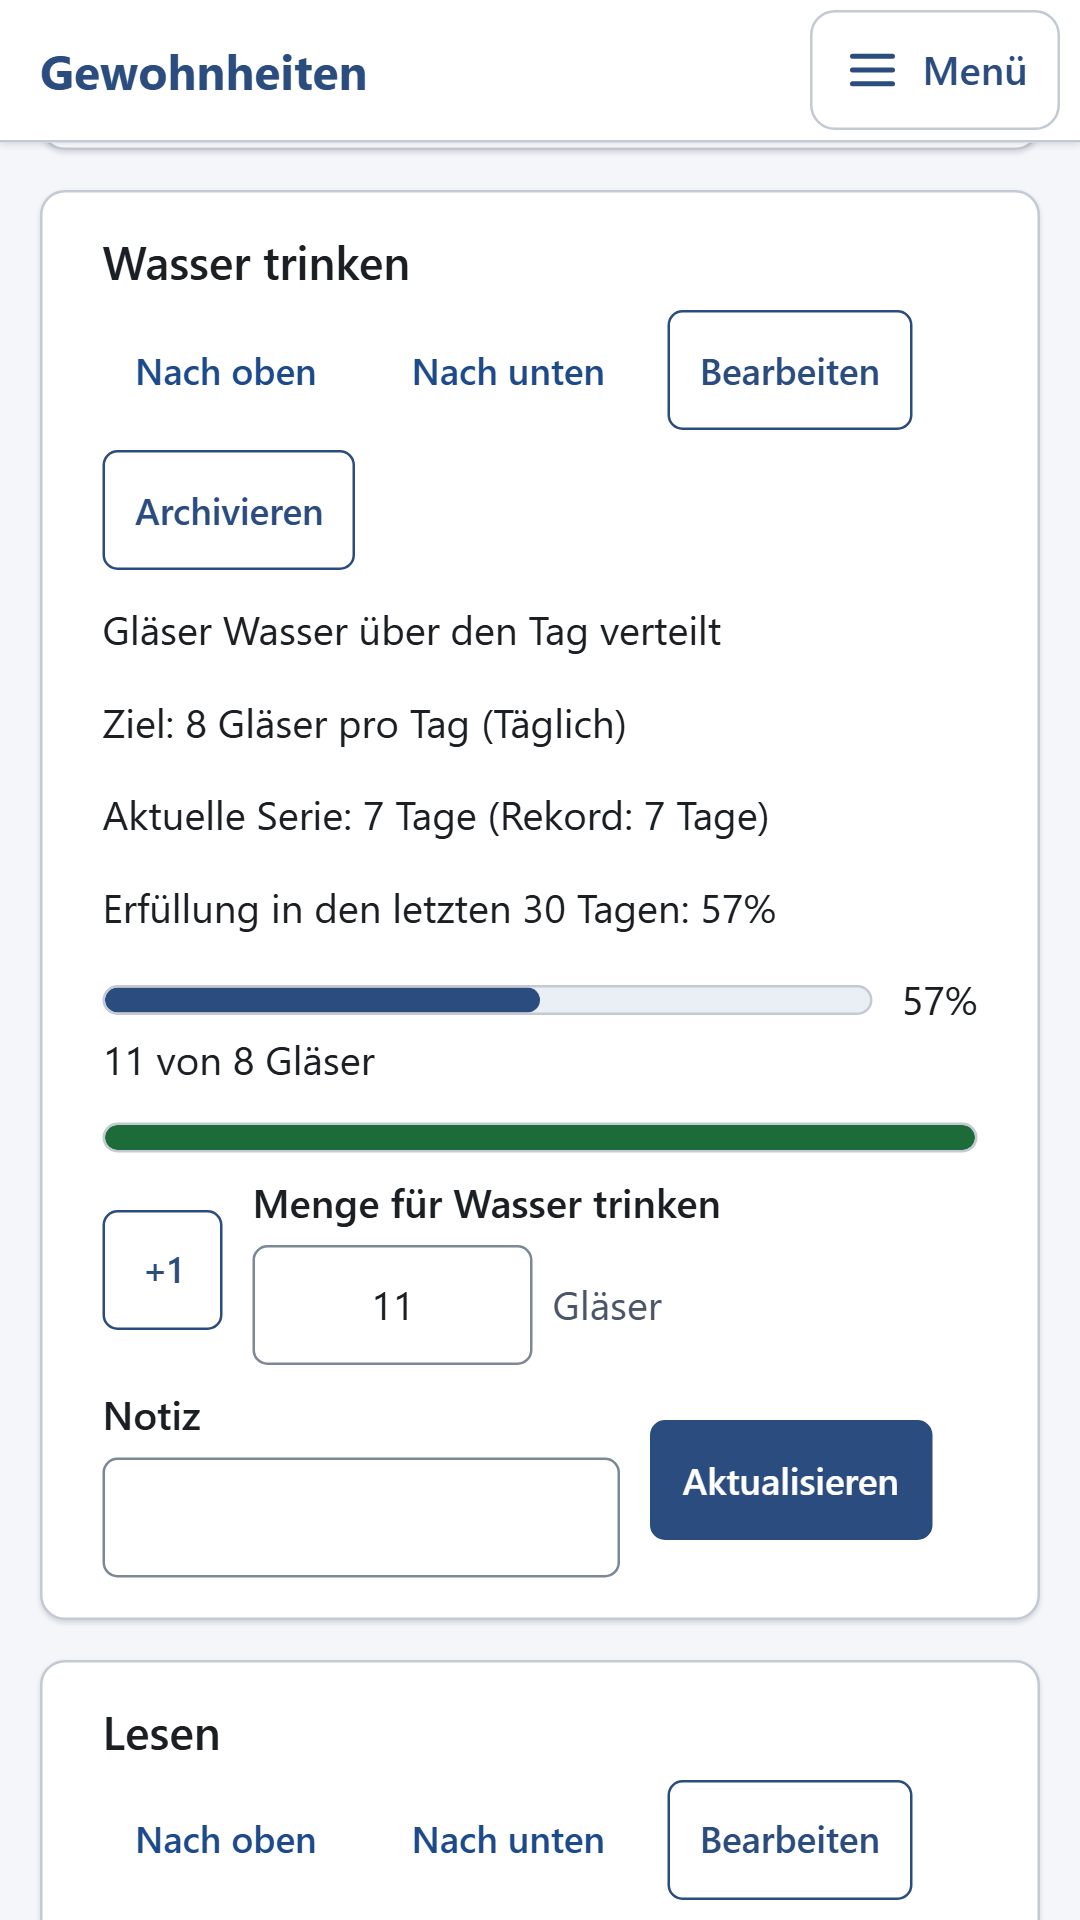 Gewohnheiten
Menü
Wasser trinken
Nach oben
Nach unten
Bearbeiten
Archivieren
Gläser Wasser über den Tag verteilt
Ziel: 8 Gläser pro Tag (Täglich)
Aktuelle Serie: 7 Tage (Rekord: 7 Tage)
Erfüllung in den letzten 30 Tagen: 57%
57%
11 von 8 Gläser
+1
Menge für Wasser trinken
11
Gläser
Notiz
Aktualisieren
Lesen
Nach oben
Nach unten
Bearbeiten